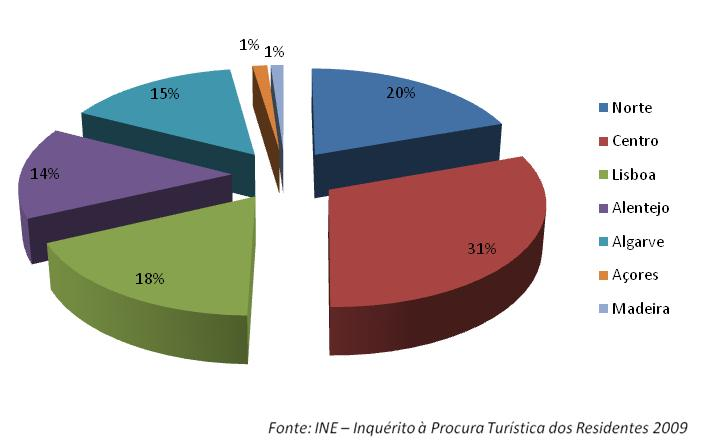 1%
1%
15%
20%
14%
31%
18%
Norte
Centro
Lisboa
Alentejo
Algarve
Açores
Madeira
Fonte: INE – Inquérito à Procura Turística dos Residentes 2009